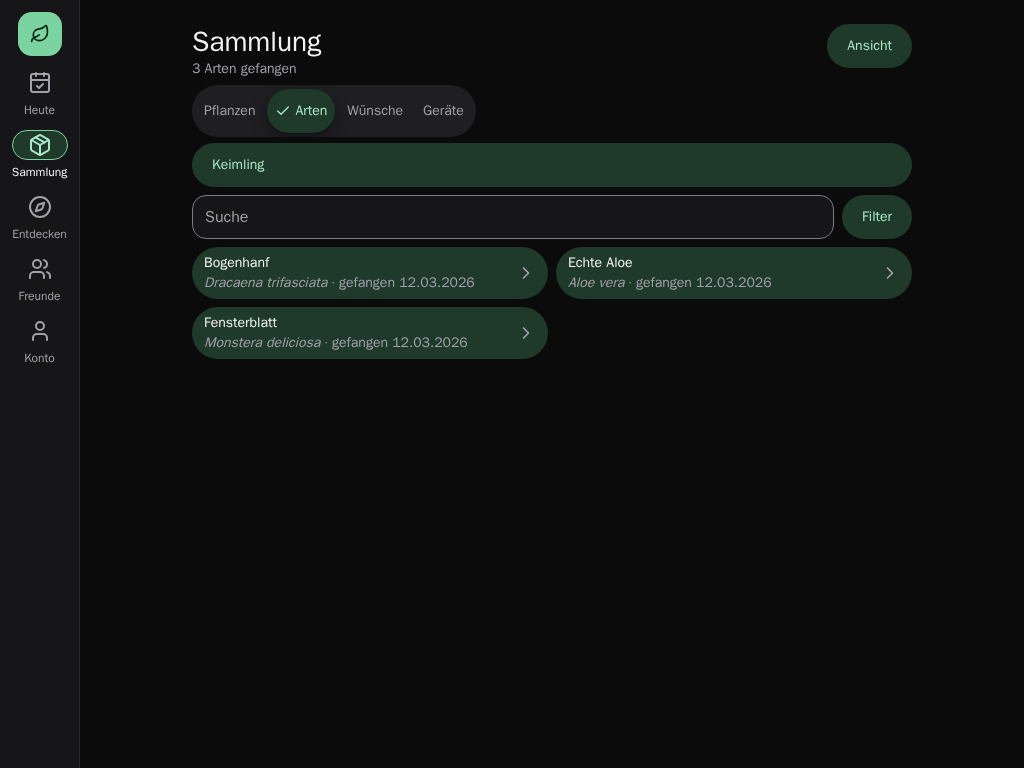 Sammlung
3 Arten gefangen
Ansicht
Heute
Sammlung
Entdecken
Freunde
Konto
Pflanzen
Arten
Wünsche
Geräte
Keimling
Suche
Filter
Bogenhanf
Dracaena trifasciata · gefangen 12.03.2026
Echte Aloe
Aloe vera · gefangen 12.03.2026
Fensterblatt
Monstera deliciosa · gefangen 12.03.2026